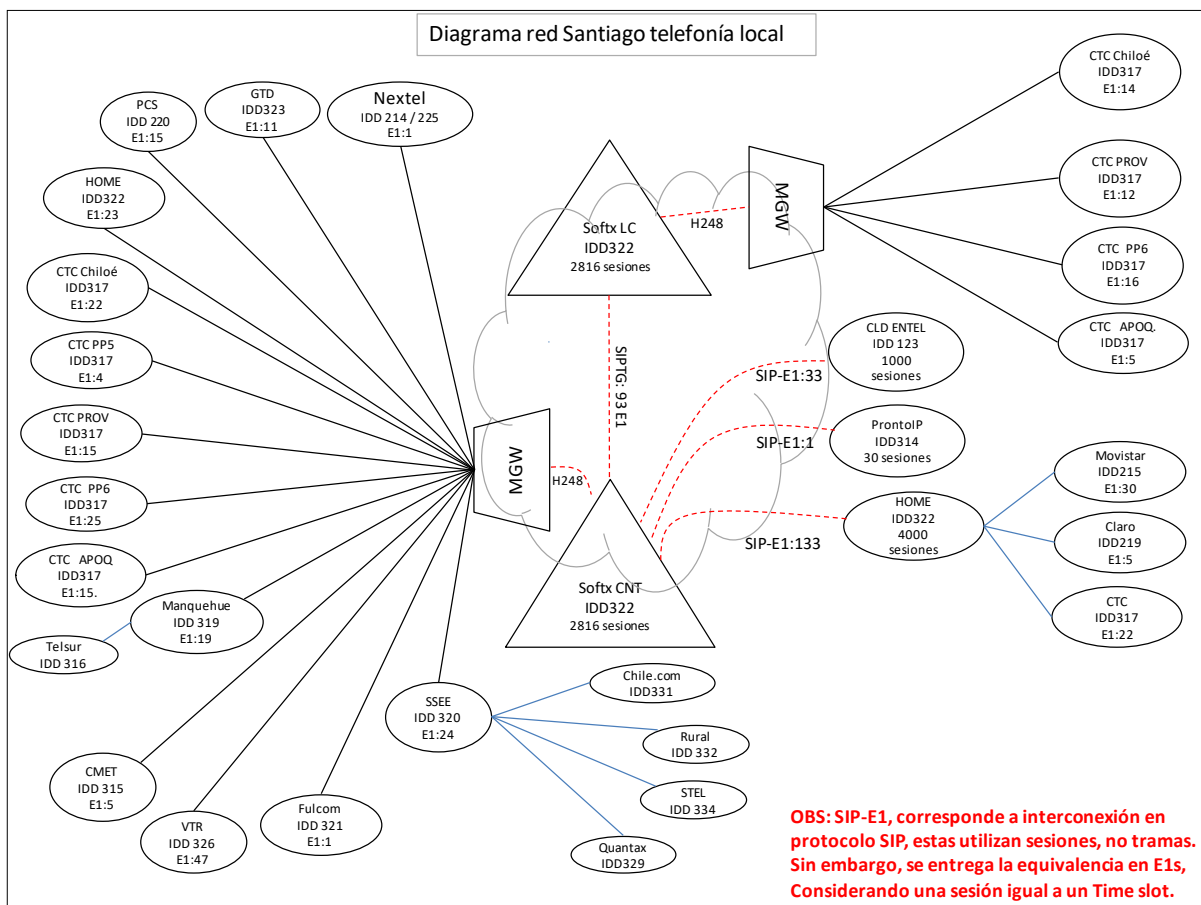 Diagrama red Santiago telefonía local
PCS
IDD 220
E1:15
GTD
IDD323
E1:11
Nextel
IDD 214 / 225
E1:1
HOME
IDD322
E1:23
CTC Chiloé
IDD317
E1:22
CTC PP5
IDD317
E1:4
CTC PROV
IDD317
E1:15
CTC PP6
IDD317
E1:25
CTC APOQ
IDD317
E1:15.
Manquehue
IDD 319
E1:19
Telsur
IDD 316
CMET
IDD 315
E1:5
VTR
IDD 326
E1:47
Fulcom
IDD 321
E1:1
SSEE
IDD 320
E1:24
Chile.com
IDD331
Rural
IDD 332
STEL
IDD 334
Quantax
IDD329
MGW
H248
Softx LC
IDD322
2816 sesiones
H248
MGW
SIPTG: 93 E1
Softx CNT
IDD322
2816 sesiones
SIP-E1:33
SIP-E1:1
SIP-E1:133
CLD ENTEL
IDD 123
1000
sesiones
ProntoIP
IDD314
30 sesiones
HOME
IDD322
4000
sesiones
CTC Chiloé
IDD317
E1:14
CTC PROV
IDD317
E1:12
CTC PP6
IDD317
E1:16
CTC APOQ.
IDD317
E1:5
Movistar
IDD215
E1:30
Claro
IDD219
E1:5
CTC
IDD317
E1:22
OBS: SIP-E1, corresponde a interconexión en
protocolo SIP, estas utilizan sesiones, no tramas.
Sin embargo, se entrega la equivalencia en E1s,
Considerando una sesión igual a un Time slot.